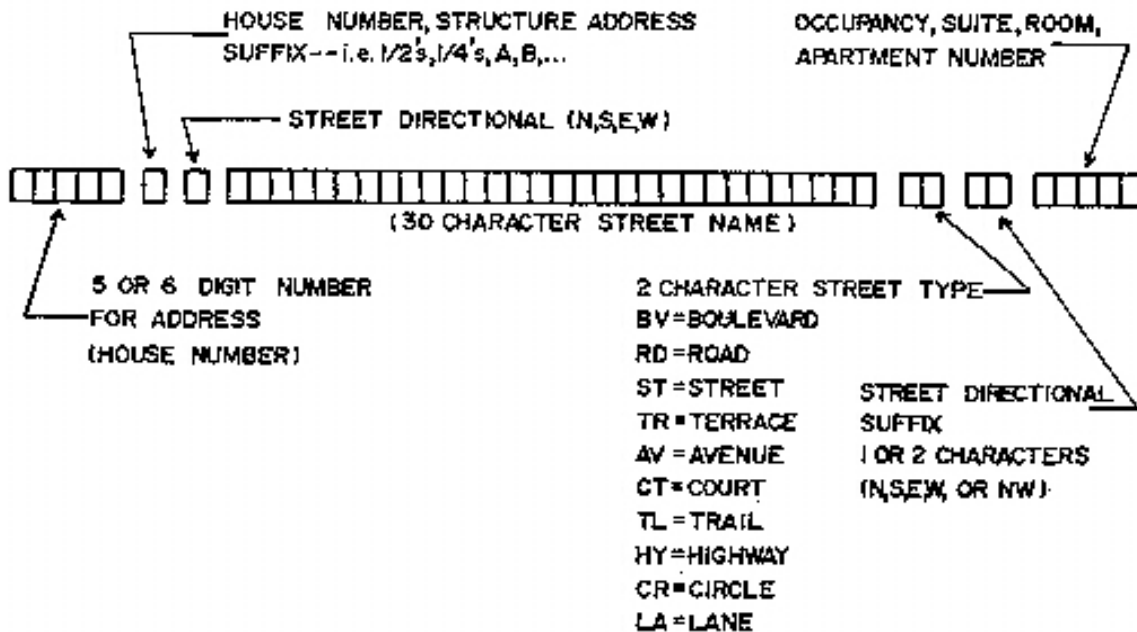 HOUSE NUMBER, STRUCTURE ADDRESS
SUFFIX--i.e. 1/2's, 1/4's, A, B, ...
OCCUPANCY, SUITE, ROOM,
APARTMENT NUMBER
STREET DIRECTIONAL (N,S,E,W)
(30 CHARACTER STREET NAME)
5 OR 6 DIGIT NUMBER
FOR ADDRESS
(HOUSE NUMBER)
2 CHARACTER STREET TYPE
BV=BOULEVARD
RD=ROAD
ST=STREET
TR=TERRACE
AV=AVENUE
CT=COURT
TL=TRAIL
HY=HIGHWAY
CR=CIRCLE
LA=LANE
STREET DIRECTIONAL
SUFFIX
1 OR 2 CHARACTERS
(N,S,E,W, OR NW)